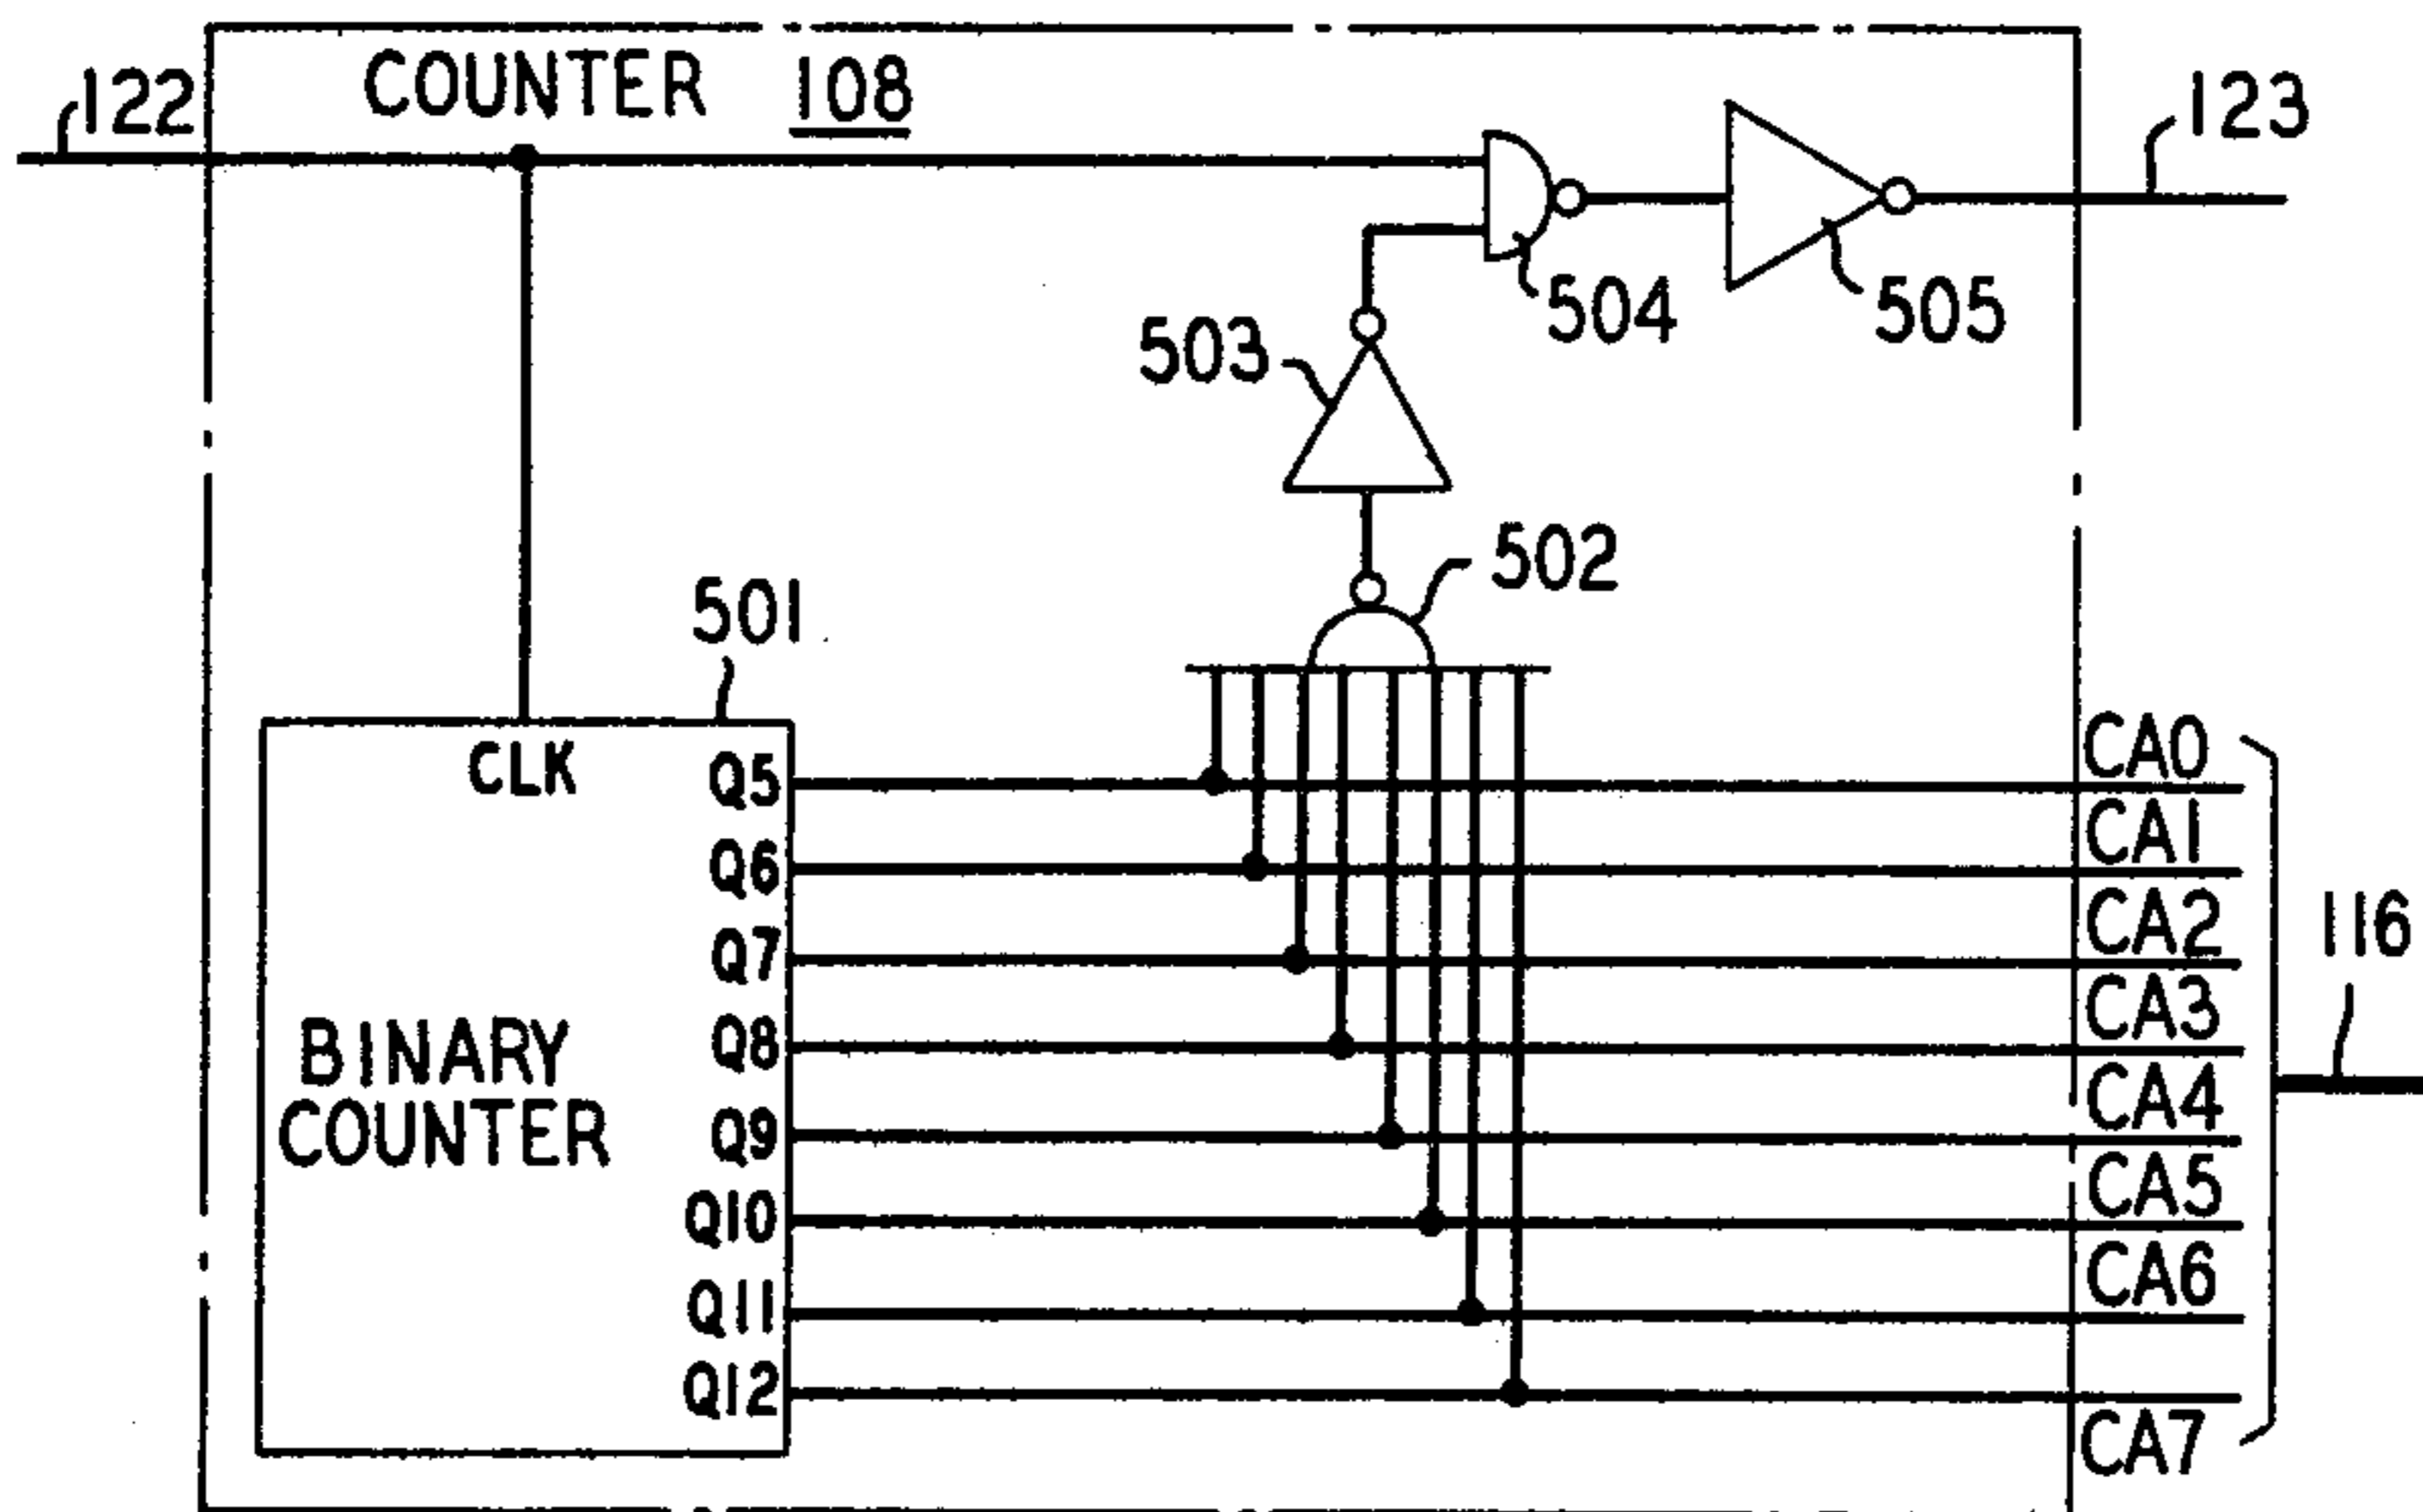 122
COUNTER 108
123
504
505
503
502
501
CLK
Q5
CA0
Q6
CA1
Q7
CA2
116
Q8
CA3
BINARY
COUNTER
Q9
CA4
Q10
CA5
Q11
CA6
Q12
CA7